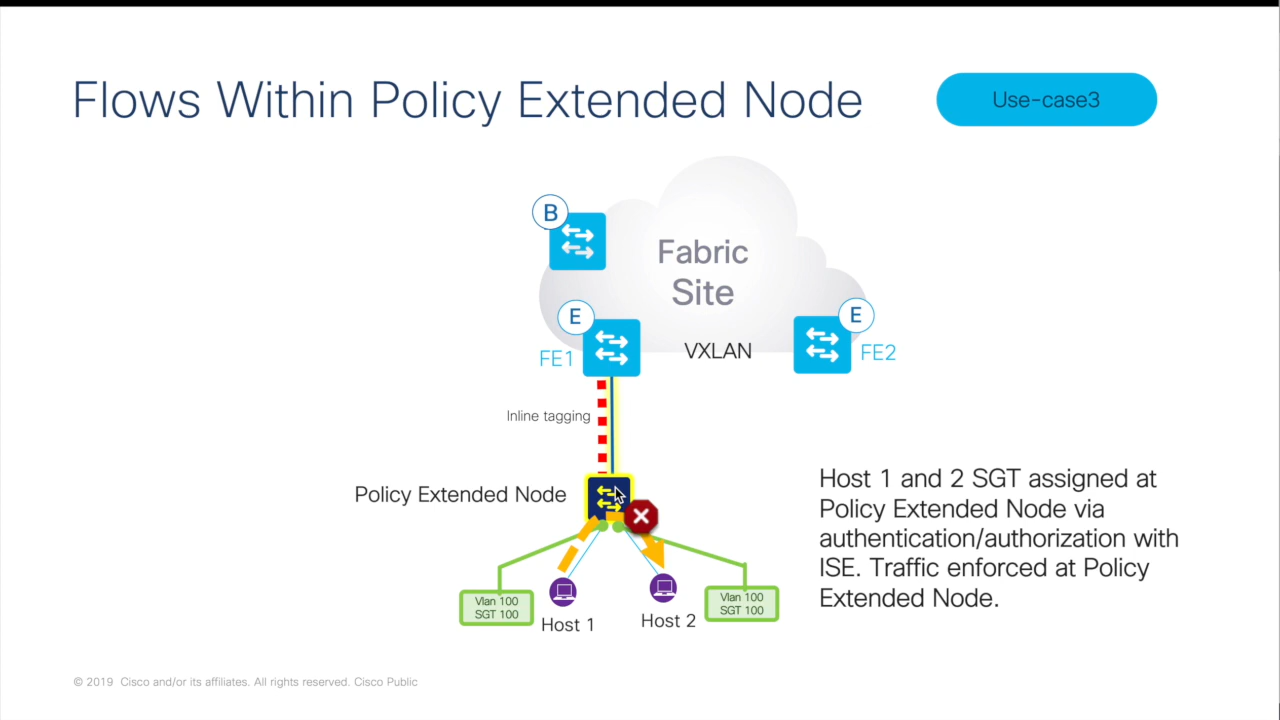 Flows Within Policy Extended Node
Use-case3
B
Fabric
Site
E
E
FE1
VXLAN
FE2
Inline tagging
Policy Extended Node
Host 1 and 2 SGT assigned at
Policy Extended Node via
authentication/authorization with
ISE. Traffic enforced at Policy
Extended Node.
Vlan 100
SGT 100
Host 1
Host 2
Vlan 100
SGT 100
© 2019 Cisco and/or its affiliates. All rights reserved. Cisco Public